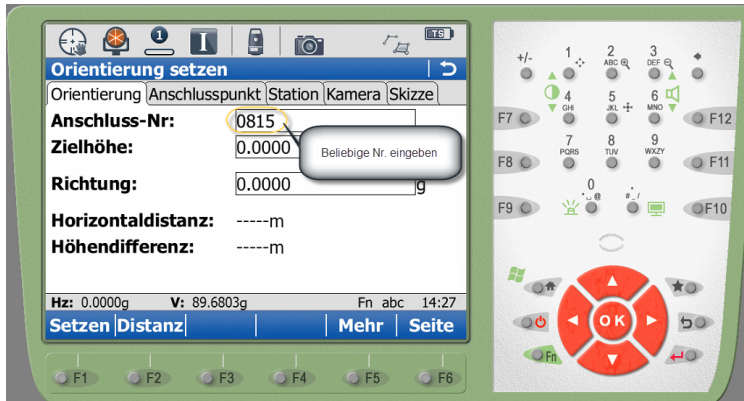 1 I TS
Orientierung setzen
Orientierung Anschlusspunkt Station Kamera Skizze
Anschluss-Nr: 0815
Zielhöhe: 0.0000
Beliebige Nr. eingeben
Richtung: 0.0000 g
Horizontaldistanz: -----m
Höhendifferenz: -----m
Hz: 0.0000g V: 89.6803g Fn abc 14:27
Setzen Distanz Mehr Seite
F1 F2 F3 F4 F5 F6
+/- 1 2 ABC 3 DEF
4 GHI 5 JKL 6 MNO
F7 F12
7 PQRS 8 TUV 9 WXZY
F8 F11
0 . @ . #_/
F9 F10
OK
Fn